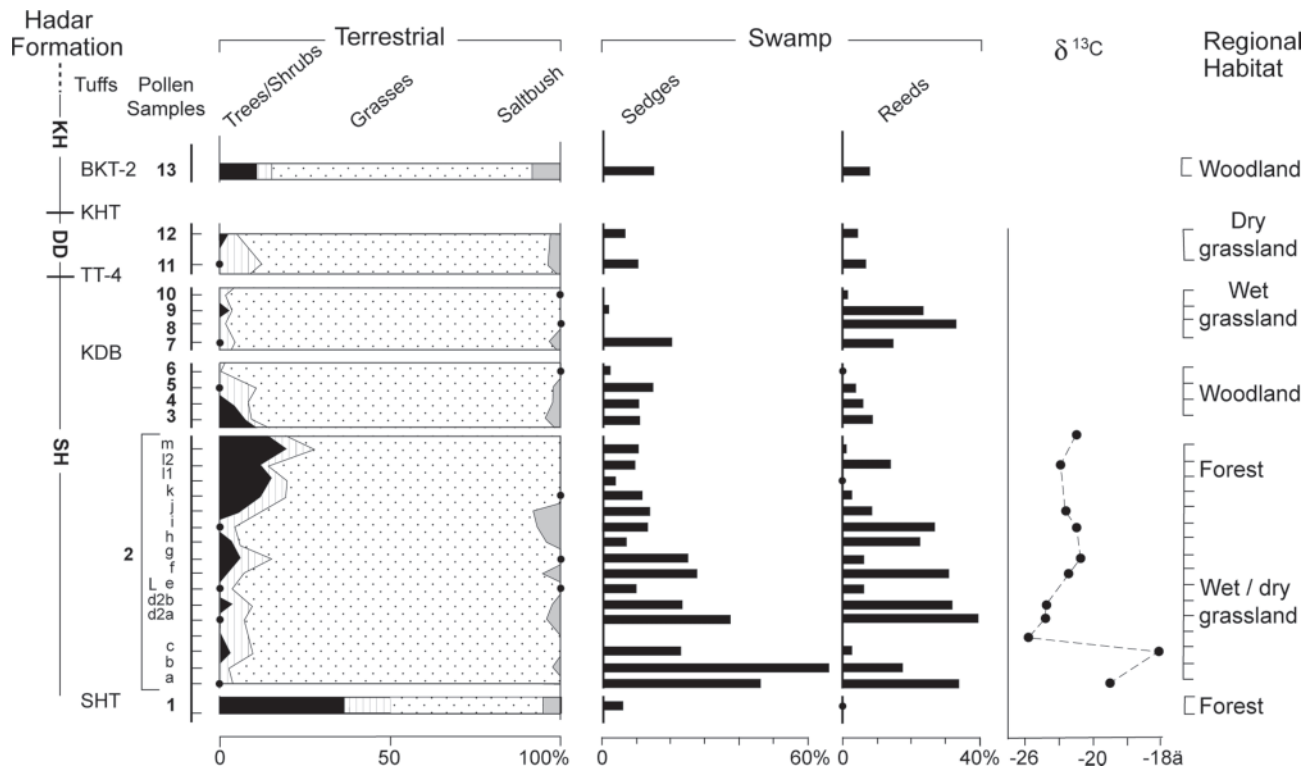 Hadar
Formation
Terrestrial
Swamp
δ 13C
Regional
Habitat
Tuffs
Pollen
Samples
Trees/Shrubs
Grasses
Saltbush
Sedges
Reeds
KH
BKT-2
13
Woodland
KHT
DD
12
11
Dry
grassland
TT-4
10
9
8
7
Wet
grassland
KDB
6
5
4
3
Woodland
SH
2
m
l2
l1
k
j
i
h
g
f
L e
d2b
d2a
c
b
a
Forest
Wet / dry
grassland
SHT
1
Forest
0
50
100%
0
60%
0
40%
-26
-20
-18ä